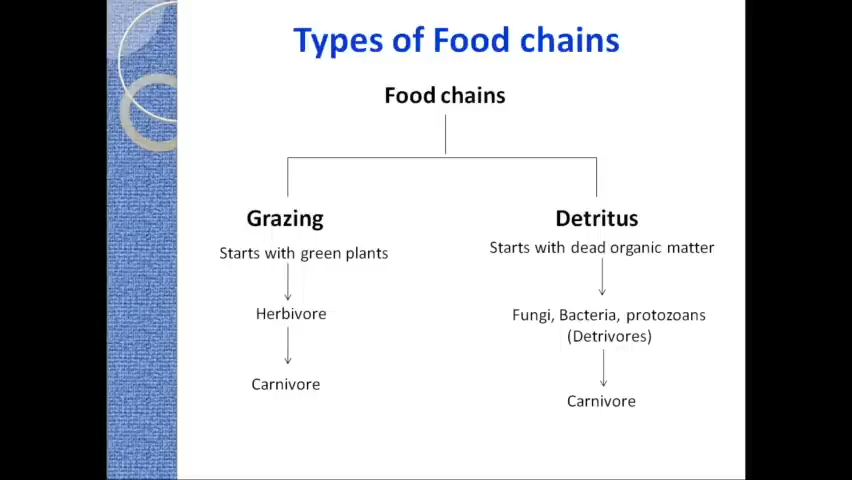 Types of Food chains
Food chains
Grazing
Starts with green plants
Herbivore
Carnivore
Detritus
Starts with dead organic matter
Fungi, Bacteria, protozoans
(Detrivores)
Carnivore